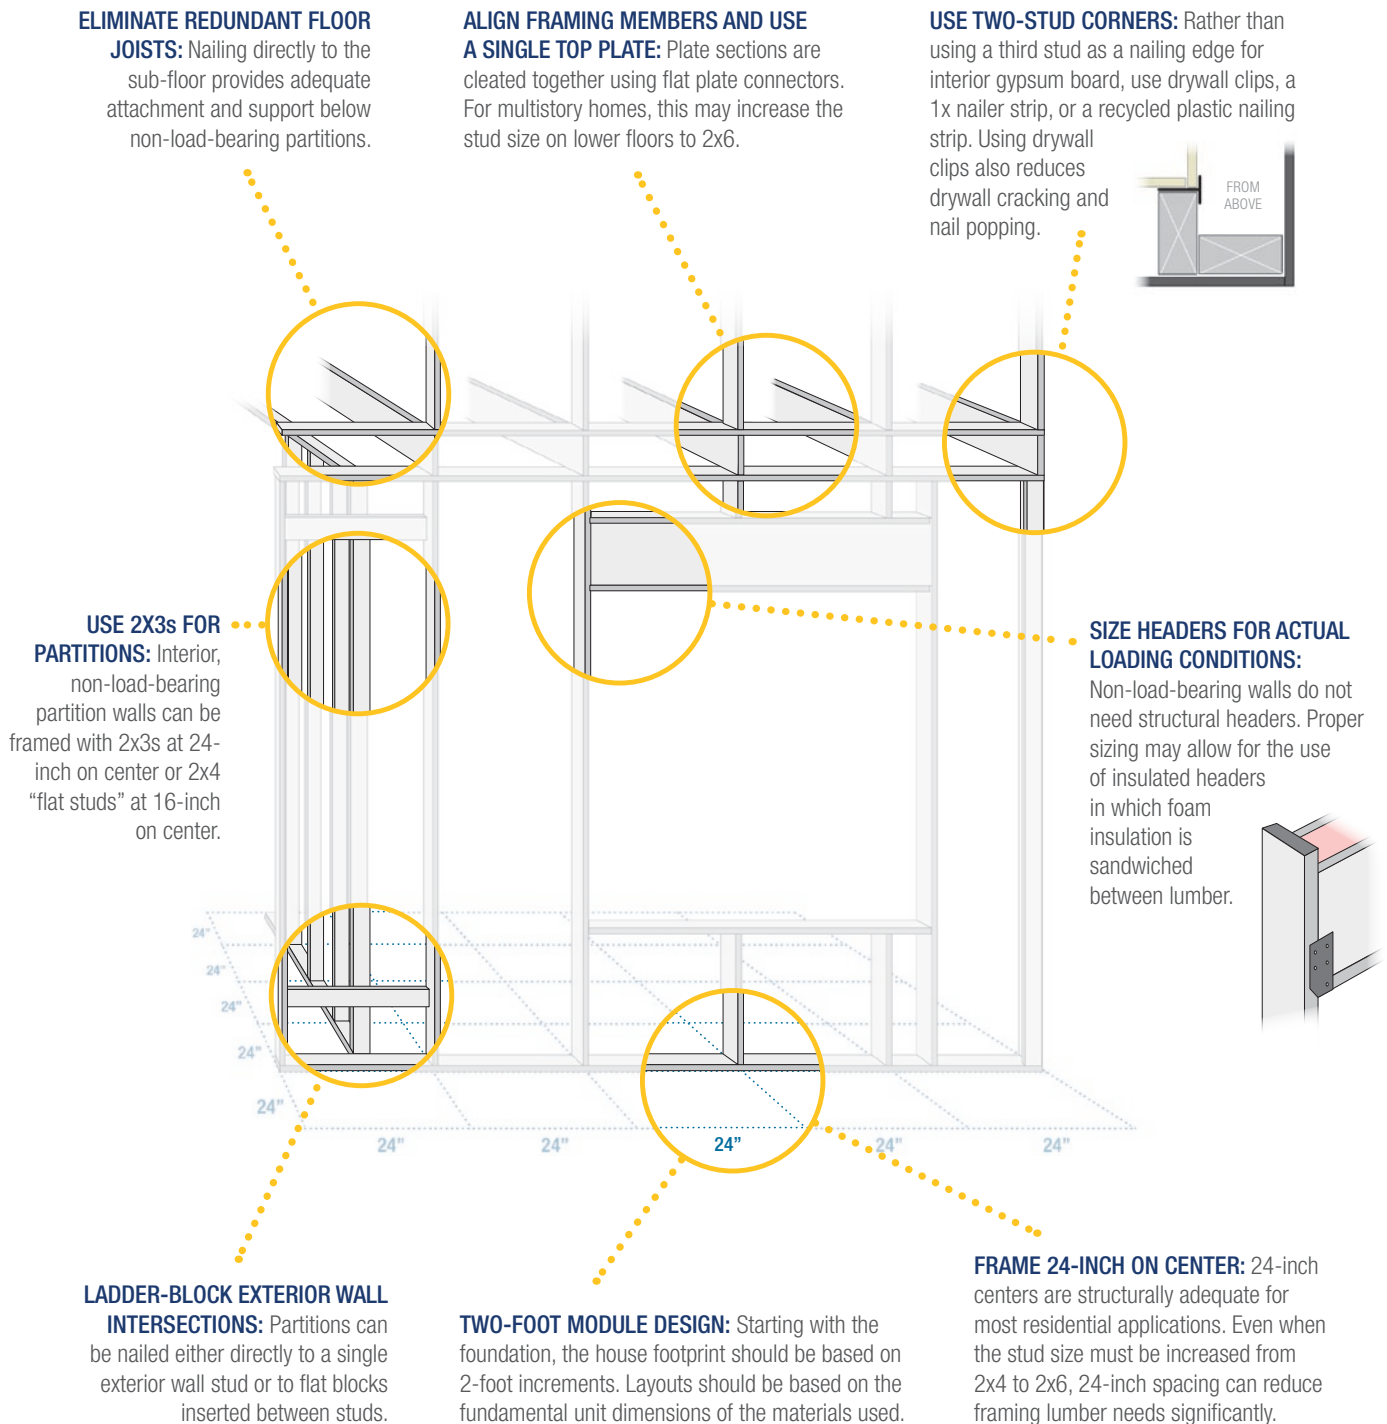 ELIMINATE REDUNDANT FLOOR
JOISTS: Nailing directly to the
sub-floor provides adequate
attachment and support below
non-load-bearing partitions.
ALIGN FRAMING MEMBERS AND USE
A SINGLE TOP PLATE: Plate sections are
cleated together using flat plate connectors.
For multistory homes, this may increase the
stud size on lower floors to 2x6.
USE TWO-STUD CORNERS: Rather than
using a third stud as a nailing edge for
interior gypsum board, use drywall clips, a
1x nailer strip, or a recycled plastic nailing
strip. Using drywall
clips also reduces
drywall cracking and
nail popping.
FROM
ABOVE
USE 2X3s FOR
PARTITIONS: Interior,
non-load-bearing
partition walls can be
framed with 2x3s at 24-
inch on center or 2x4
“flat studs” at 16-inch
on center.
SIZE HEADERS FOR ACTUAL
LOADING CONDITIONS:
Non-load-bearing walls do not
need structural headers. Proper
sizing may allow for the use
of insulated headers
in which foam
insulation is
sandwiched
between lumber.
24”
24”
24”
24”
24”
24”
24”
24”
24”
24”
LADDER-BLOCK EXTERIOR WALL
INTERSECTIONS: Partitions can
be nailed either directly to a single
exterior wall stud or to flat blocks
inserted between studs.
TWO-FOOT MODULE DESIGN: Starting with the
foundation, the house footprint should be based on
2-foot increments. Layouts should be based on the
fundamental unit dimensions of the materials used.
FRAME 24-INCH ON CENTER: 24-inch
centers are structurally adequate for
most residential applications. Even when
the stud size must be increased from
2x4 to 2x6, 24-inch spacing can reduce
framing lumber needs significantly.